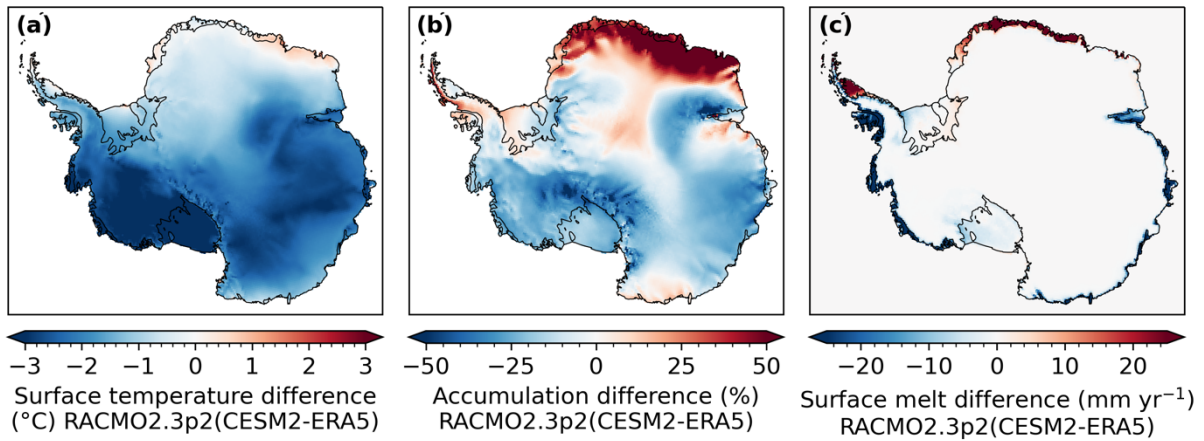 (a)
(b)
(c)
−3 −2 −1 0 1 2 3
−50 −25 0 25 50
−20 −10 0 10 20
Surface temperature difference
(°C) RACMO2.3p2(CESM2-ERA5)
Accumulation difference (%)
RACMO2.3p2(CESM2-ERA5)
Surface melt difference (mm yr⁻¹)
RACMO2.3p2(CESM2-ERA5)